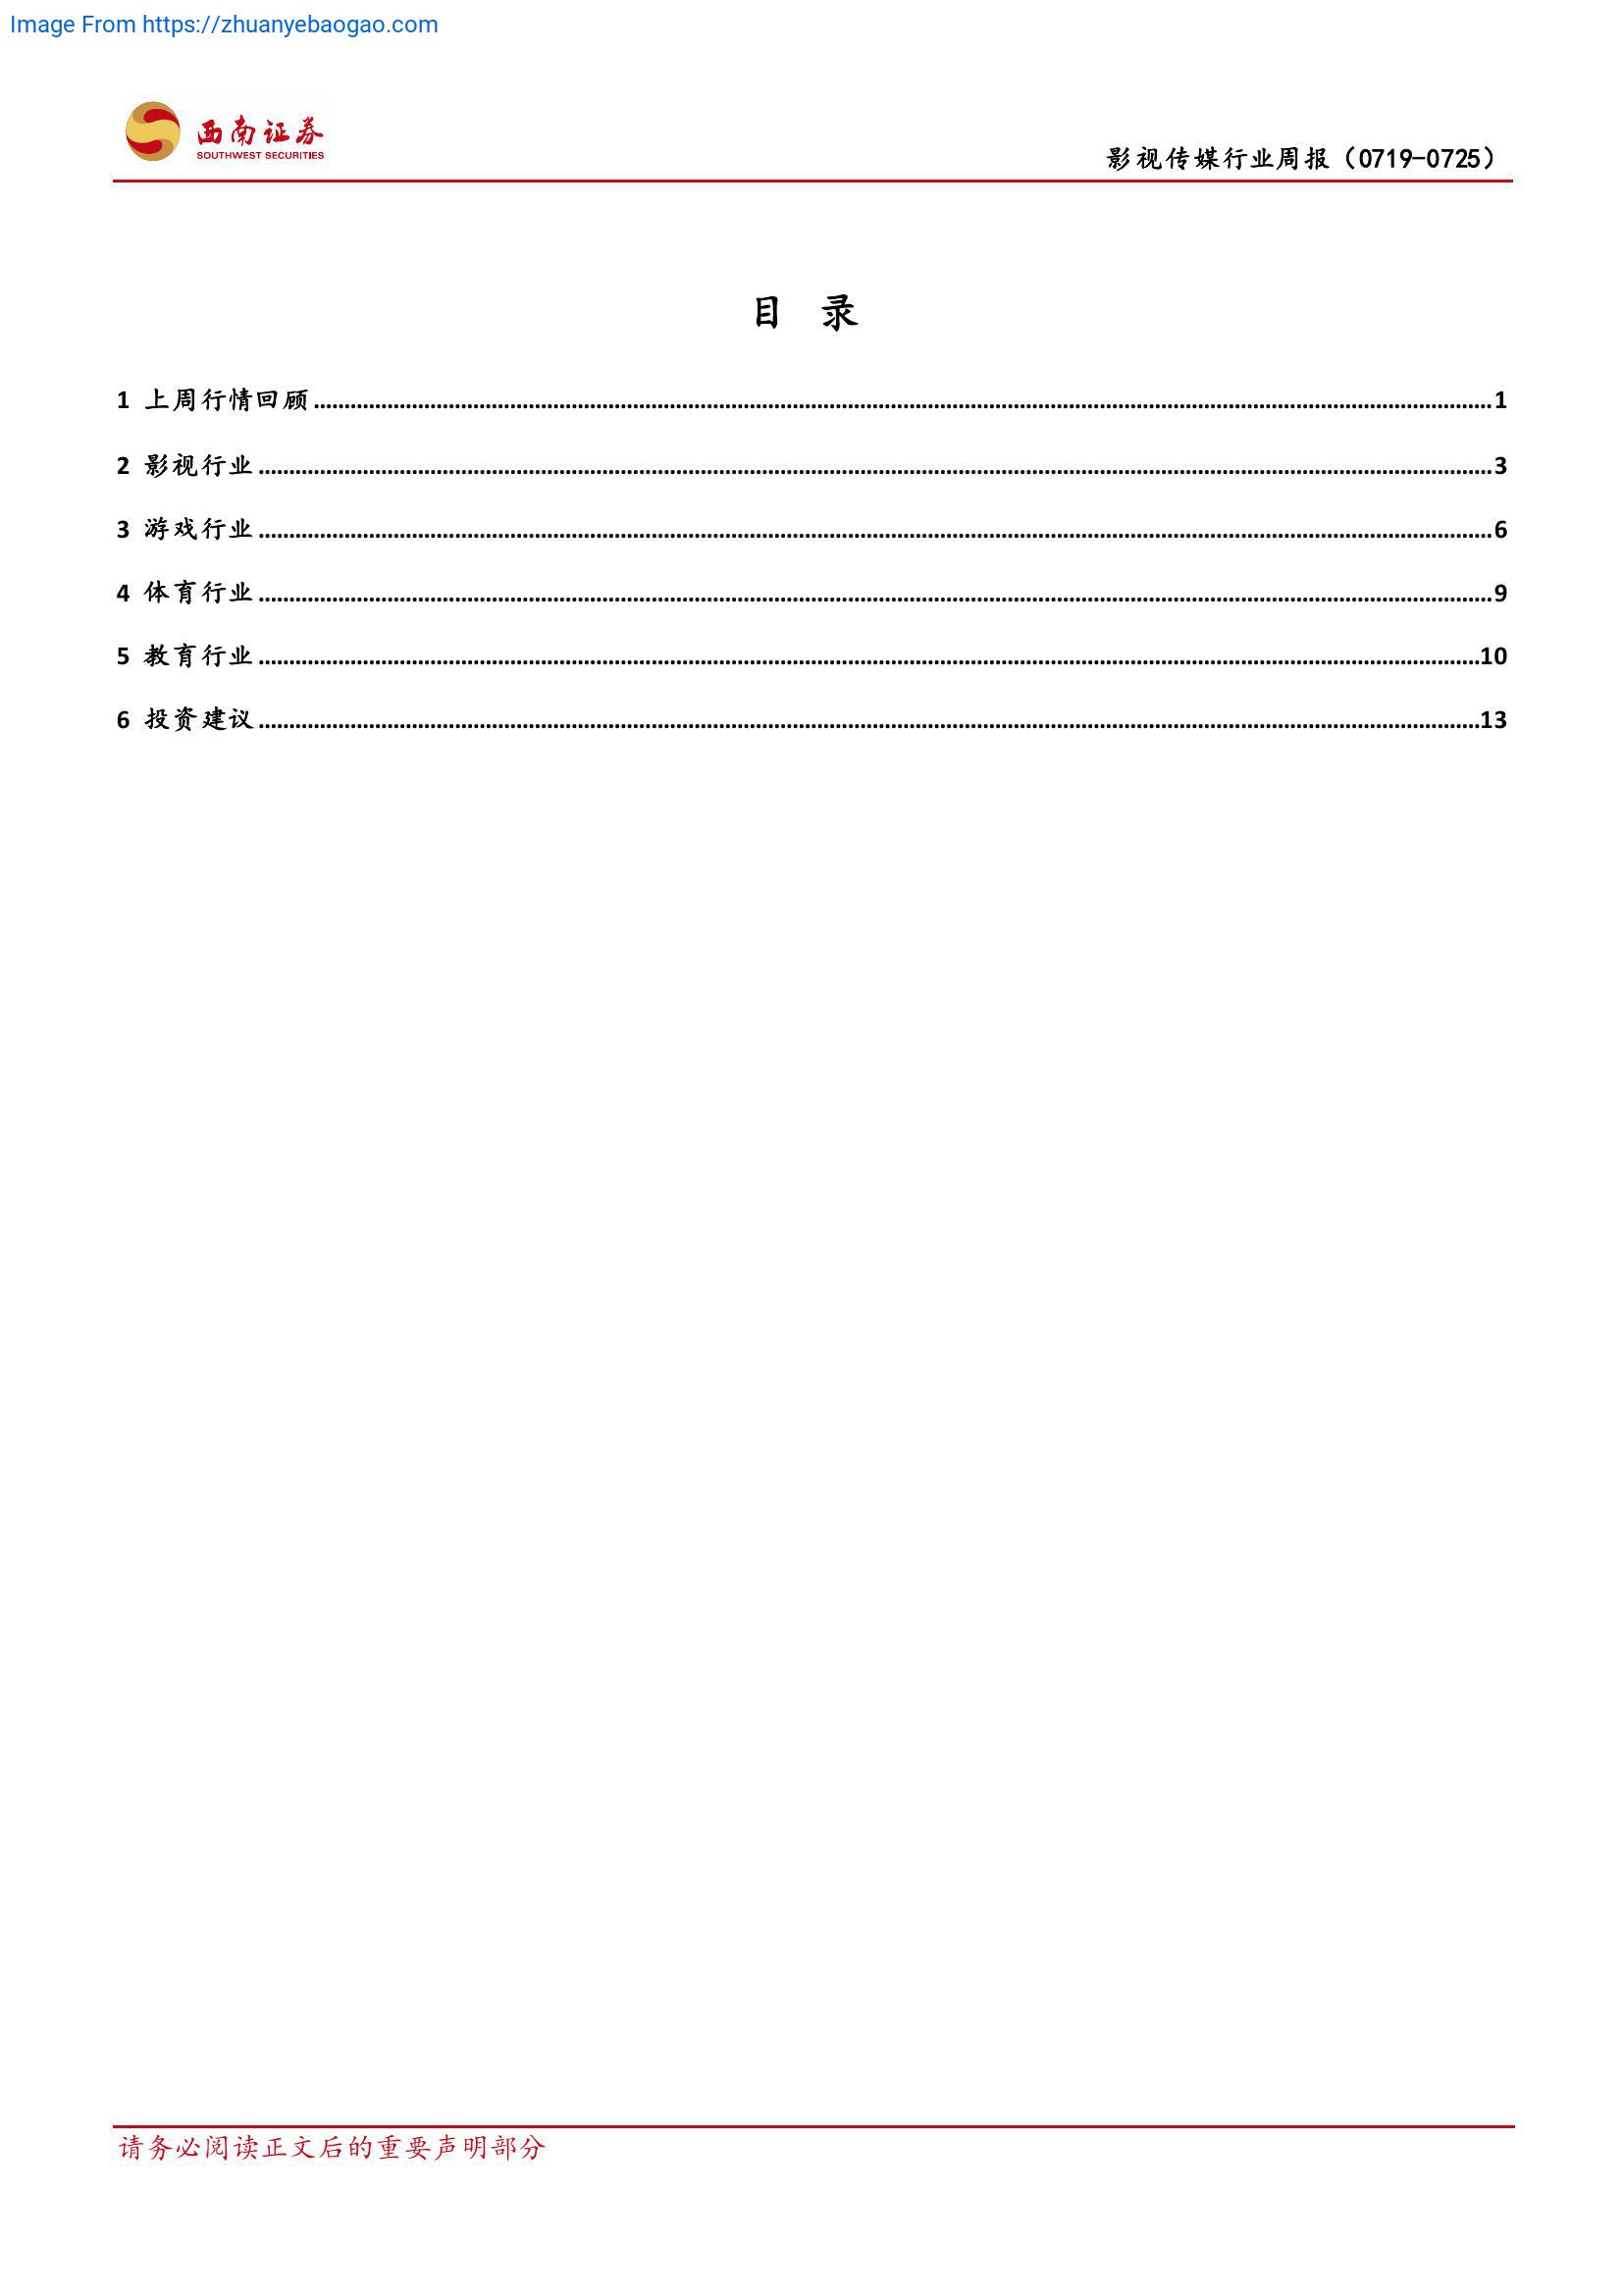 Image From https://zhuanyebaogao.com
西南证券
SOUTHWEST SECURITIES
影视传媒行业周报（0719-0725）
目 录
1 上周行情回顾 1
2 影视行业 3
3 游戏行业 6
4 体育行业 9
5 教育行业 10
6 投资建议 13
请务必阅读正文后的重要声明部分